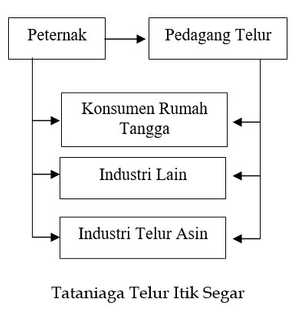 Peternak
Pedagang Telur
Konsumen Rumah
Tangga
Industri Lain
Industri Telur Asin
Tataniaga Telur Itik Segar